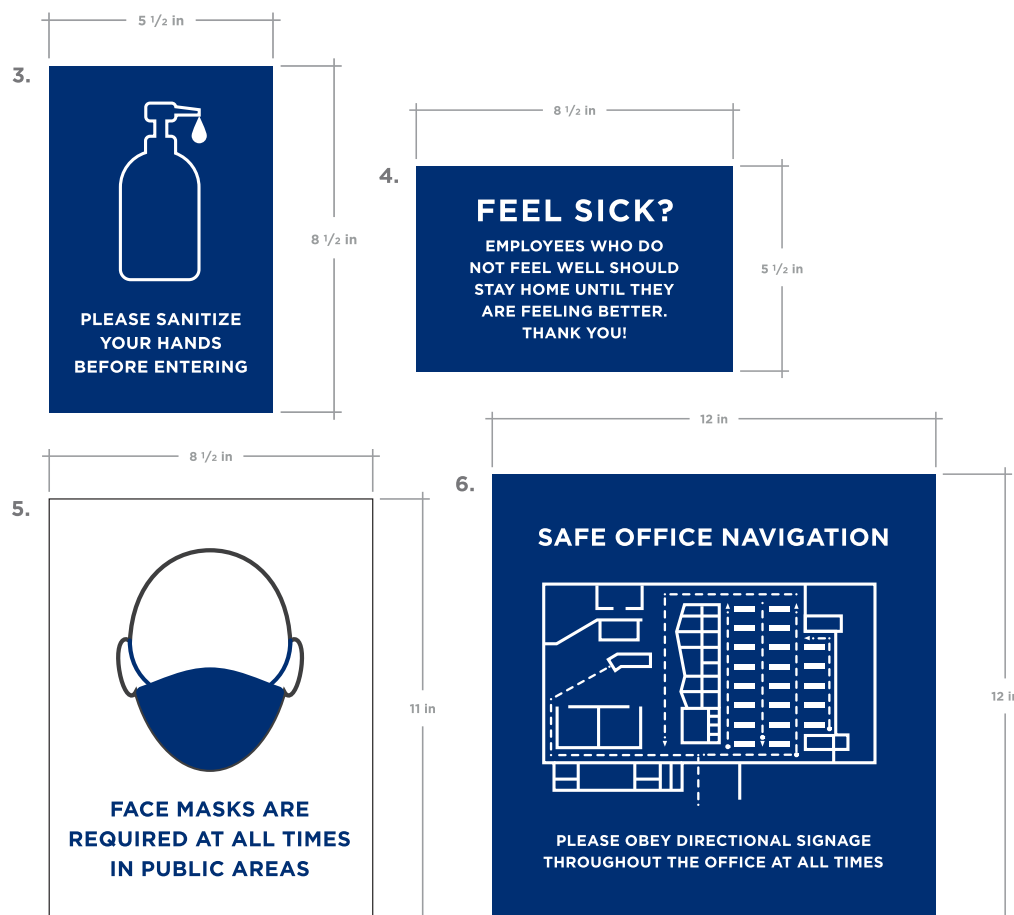 5 1/2 in
3.
8 1/2 in
PLEASE SANITIZE
YOUR HANDS
BEFORE ENTERING
8 1/2 in
4.
FEEL SICK?
EMPLOYEES WHO DO
NOT FEEL WELL SHOULD
STAY HOME UNTIL THEY
ARE FEELING BETTER.
THANK YOU!
5 1/2 in
8 1/2 in
5.
11 in
FACE MASKS ARE
REQUIRED AT ALL TIMES
IN PUBLIC AREAS
12 in
6.
SAFE OFFICE NAVIGATION
12 in
PLEASE OBEY DIRECTIONAL SIGNAGE
THROUGHOUT THE OFFICE AT ALL TIMES